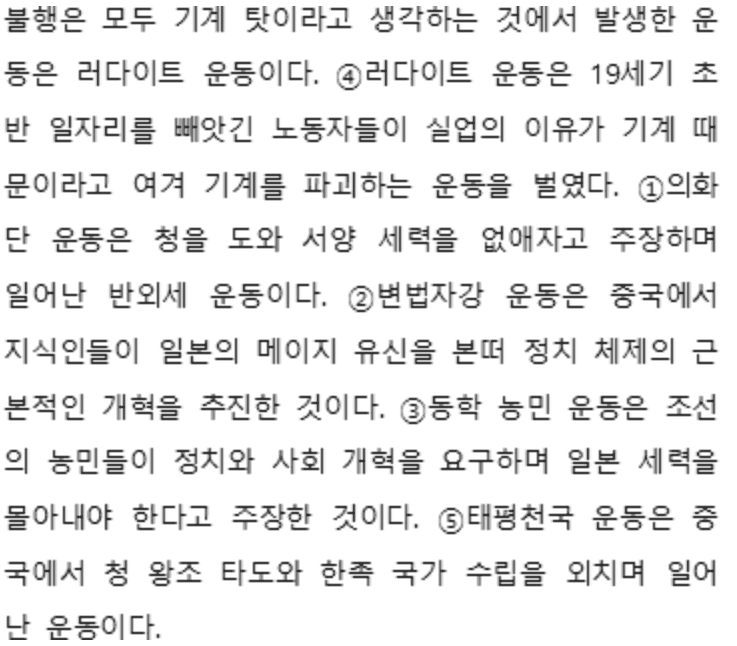 불행은 모두 기계 탓이라고 생각하는 것에서 발생한 운
동은 러다이트 운동이다. ④러다이트 운동은 19세기 초
반 일자리를 빼앗긴 노동자들이 실업의 이유가 기계 때
문이라고 여겨 기계를 파괴하는 운동을 벌였다. ①의화
단 운동은 청을 도와 서양 세력을 없애자고 주장하며
일어난 반외세 운동이다. ②변법자강 운동은 중국에서
지식인들이 일본의 메이지 유신을 본떠 정치 체제의 근
본적인 개혁을 추진한 것이다. ③동학 농민 운동은 조선
의 농민들이 정치와 사회 개혁을 요구하며 일본 세력을
몰아내야 한다고 주장한 것이다. ⑤태평천국 운동은 중
국에서 청 왕조 타도와 한족 국가 수립을 외치며 일어
난 운동이다.